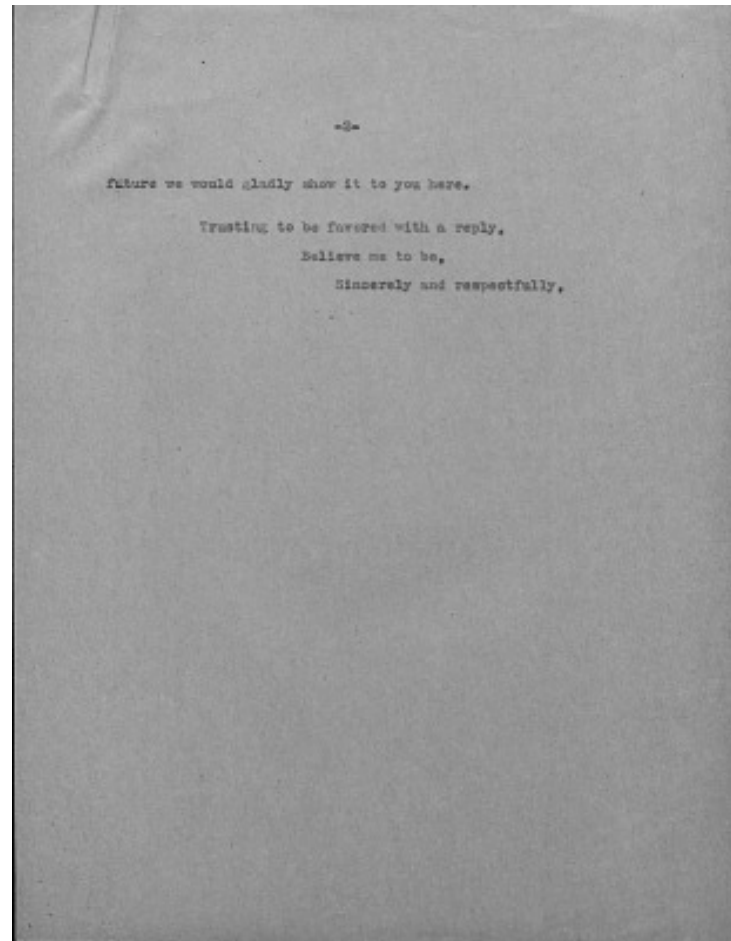 -2-
future we would gladly show it to you here.
Trusting to be favored with a reply,
Believe me to be,
Sincerely and respectfully,